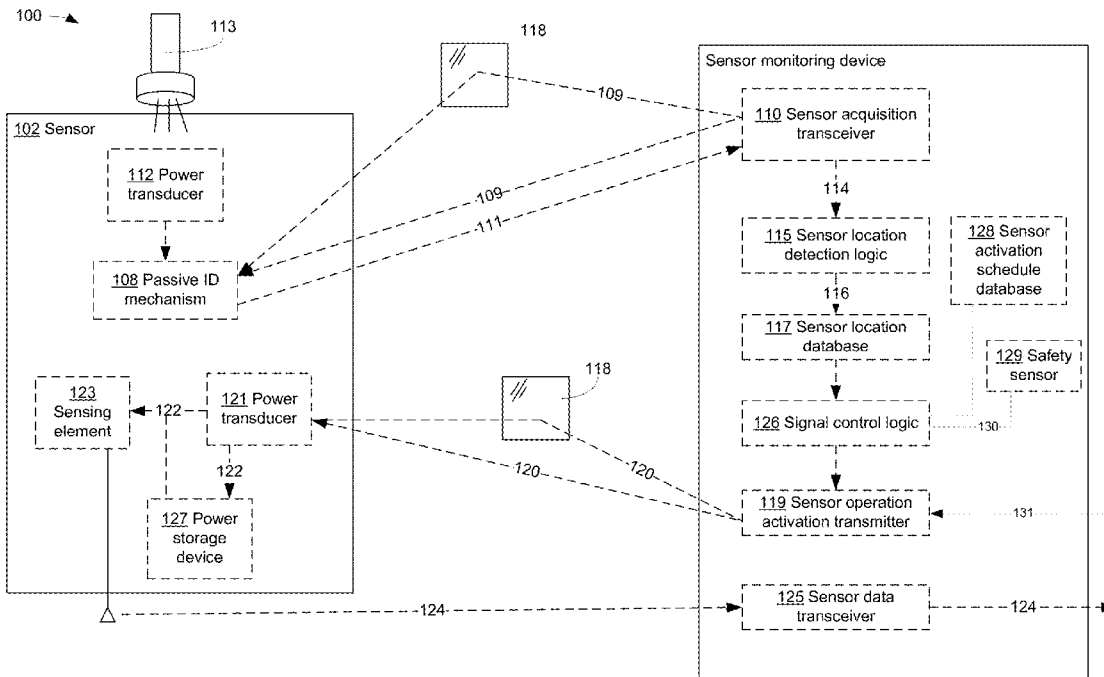 100
113
118
Sensor monitoring device
102 Sensor
109
110 Sensor acquisition
transceiver
112 Power
transducer
109
111
114
108 Passive ID
mechanism
115 Sensor location
detection logic
128 Sensor
activation
schedule
database
116
117 Sensor location
database
129 Safety
sensor
118
123
Sensing
element
122
121 Power
transducer
126 Signal control logic
130
120
120
122
127 Power
storage
device
119 Sensor operation
activation transmitter
131
124
125 Sensor data
transceiver
124